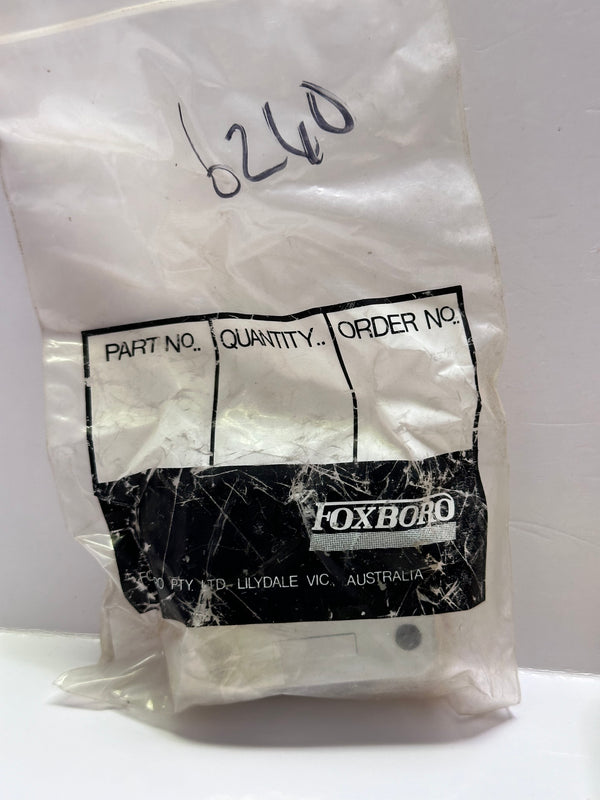 6240
PART NO.. QUANTITY.. ORDER NO..
FOXBORO
PTY LTD. LILYDALE VIC. AUSTRALIA